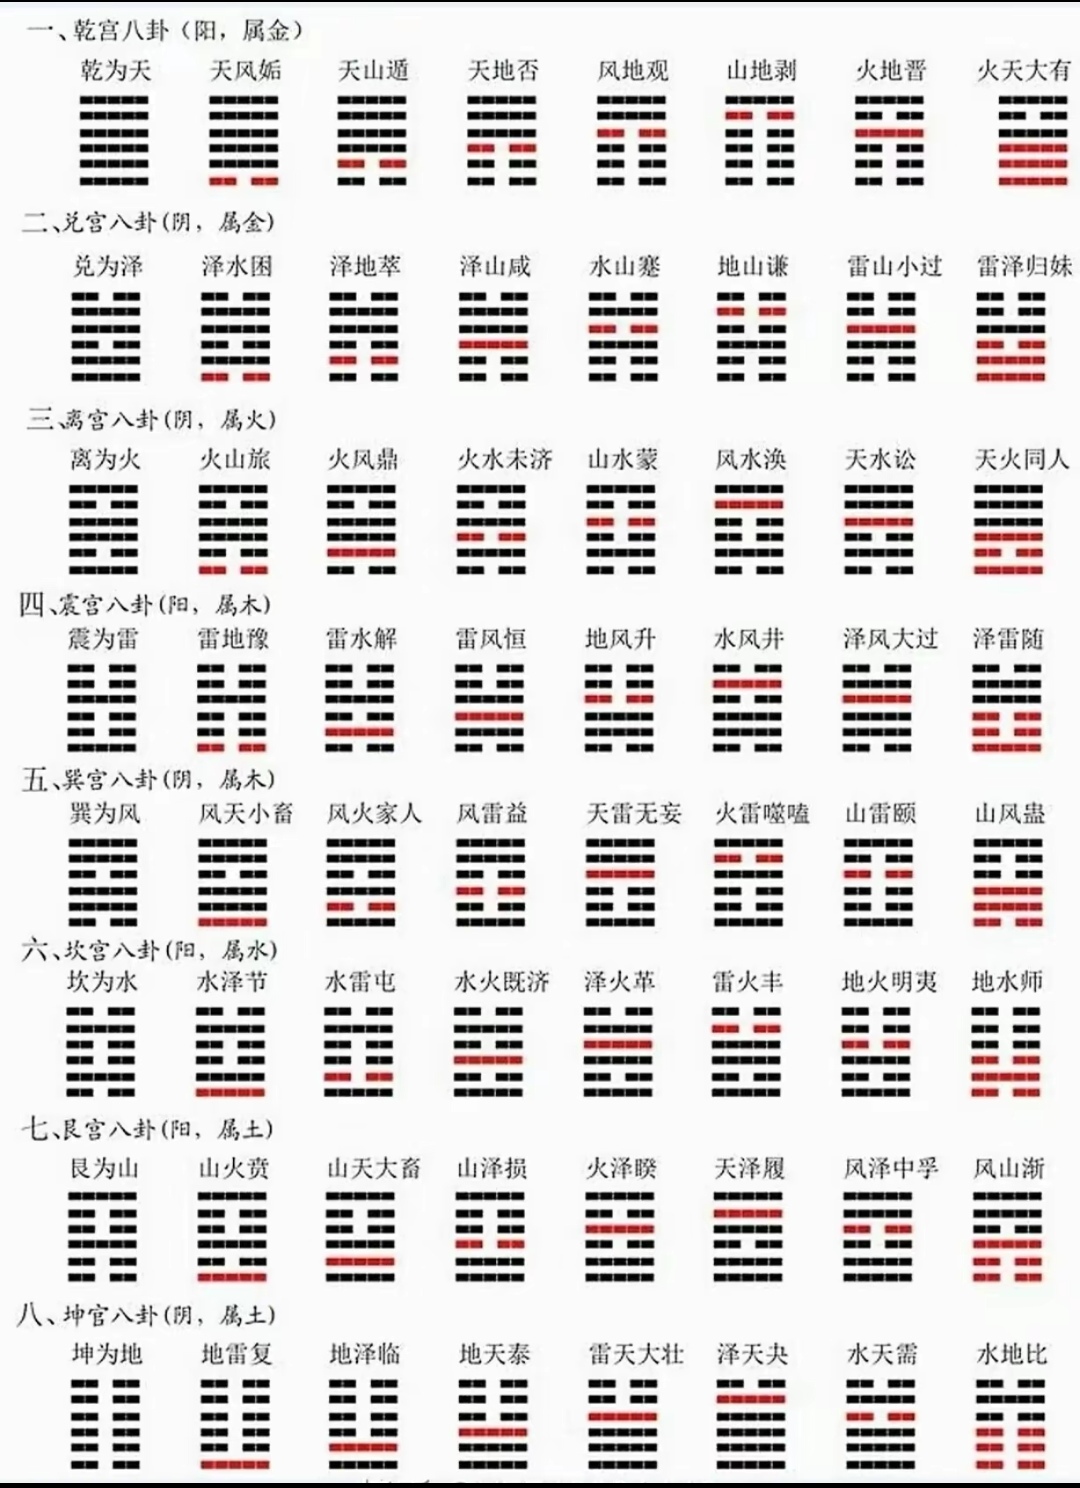 一、乾宫八卦（阳，属金）
乾为天 天风姤 天山遁 天地否 风地观 山地剥 火地晋 火天大有
二、兑宫八卦(阴，属金)
兑为泽 泽水困 泽地萃 泽山咸 水山蹇 地山谦 雷山小过 雷泽归妹
三、离宫八卦(阴，属火)
离为火 火山旅 火风鼎 火水未济 山水蒙 风水涣 天水讼 天火同人
四、震宫八卦(阳，属木)
震为雷 雷地豫 雷水解 雷风恒 地风升 水风井 泽风大过 泽雷随
五、巽宫八卦(阴，属木)
巽为风 风天小畜 风火家人 风雷益 天雷无妄 火雷噬嗑 山雷颐 山风蛊
六、坎宫八卦(阳，属水)
坎为水 水泽节 水雷屯 水火既济 泽火革 雷火丰 地火明夷 地水师
七、艮宫八卦(阳，属土)
艮为山 山火贲 山天大畜 山泽损 火泽睽 天泽履 风泽中孚 风山渐
八、坤宫八卦(阴，属土)
坤为地 地雷复 地泽临 地天泰 雷天大壮 泽天夬 水天需 水地比